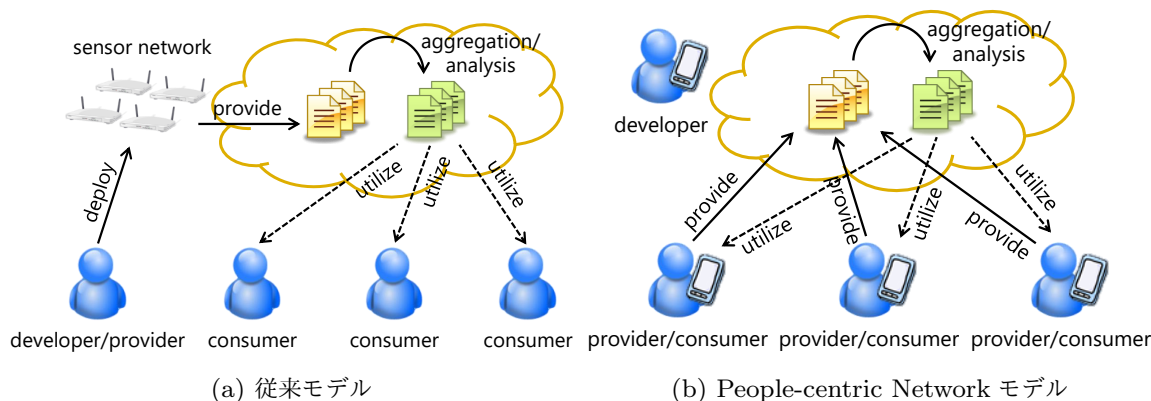 sensor network
aggregation/
analysis
provide
deploy
utilize
utilize
utilize
developer/provider
consumer
consumer
consumer
(a) 従来モデル
aggregation/
analysis
developer
provide
utilize
provide
utilize
provide
utilize
provider/consumer
provider/consumer
provider/consumer
(b) People-centric Network モデル